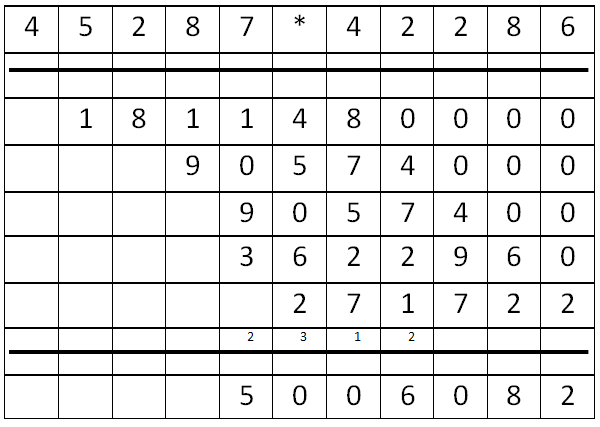 4 5 2 8 7 * 4 2 2 8 6
1 8 1 1 4 8 0 0 0 0
9 0 5 7 4 0 0 0
9 0 5 7 4 0 0
3 6 2 2 9 6 0
2 7 1 7 2 2
2 3 1 2
5 0 0 6 0 8 2